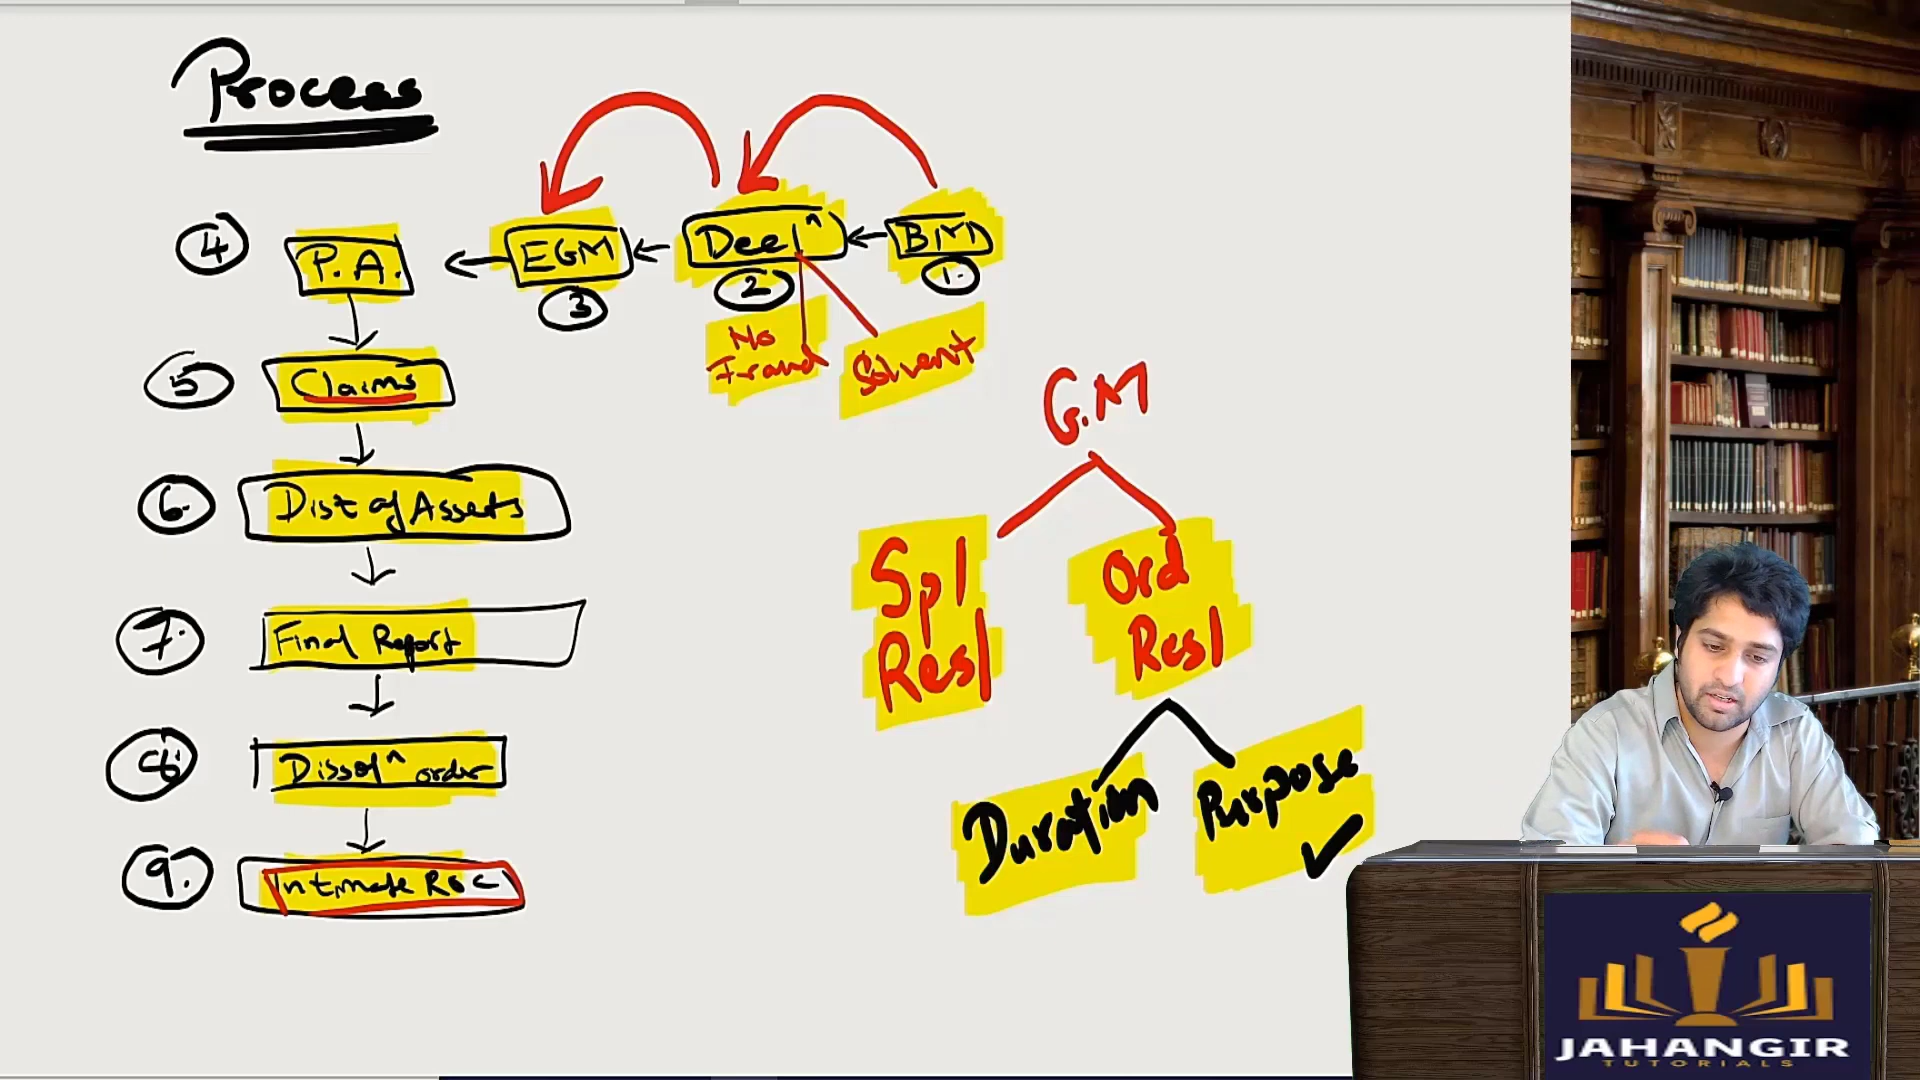 Process
④ P.A. ← EGM ← Decl^n ← BMD
③ ② ①.
No Fraud
Solvent
⑤ Claims
G.M
⑥. Dist of Assets
Spl Resl
Ord Resl
⑦. Final Report
⑧ Dissol^n order
Duration
Purpose ✓
⑨. Intimate ROC
JAHANGIR
TUTORIALS